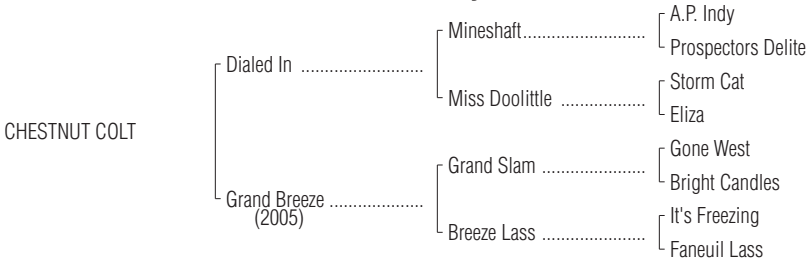 A.P. Indy
Mineshaft..........................
Prospectors Delite
Dialed In ..........................
Storm Cat
Miss Doolittle ..................
Eliza
CHESTNUT COLT
Gone West
Grand Slam ......................
Bright Candles
Grand Breeze ....................
(2005)
It's Freezing
Breeze Lass ......................
Faneuil Lass